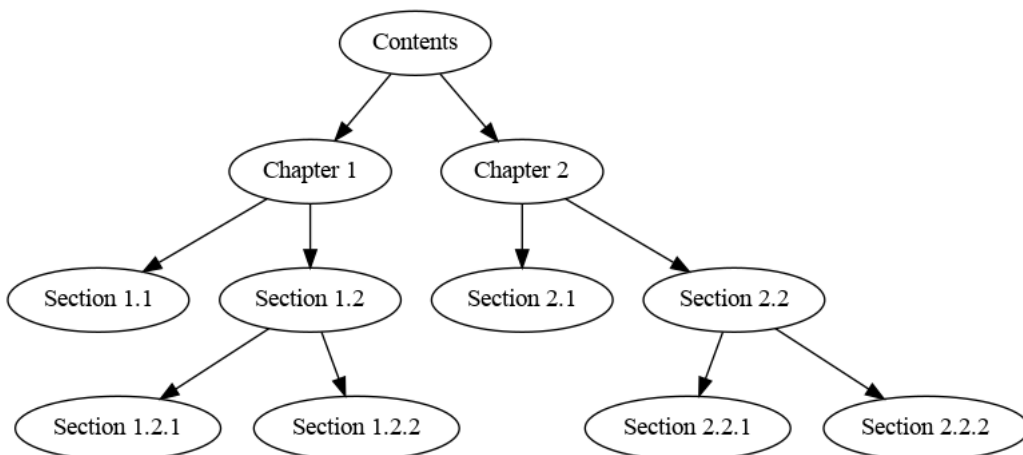 Contents
Chapter 1
Chapter 2
Section 1.1
Section 1.2
Section 2.1
Section 2.2
Section 1.2.1
Section 1.2.2
Section 2.2.1
Section 2.2.2